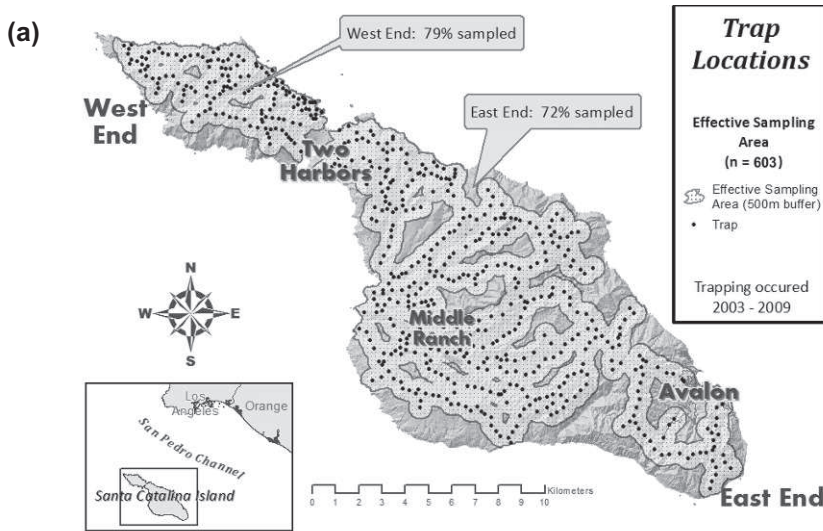 (a)
West End: 79% sampled
East End: 72% sampled
West
End
Two
Harbors
Middle
Ranch
Avalon
East End
Trap
Locations
Effective Sampling
Area
(n = 603)
Effective Sampling
Area (500m buffer)
Trap
Trapping occured
2003 - 2009
N
W
E
S
Los
Angeles
Orange
San Pedro Channel
Santa Catalina Island
0 1 2 3 4 5 6 7 8 9 10
Kilometers